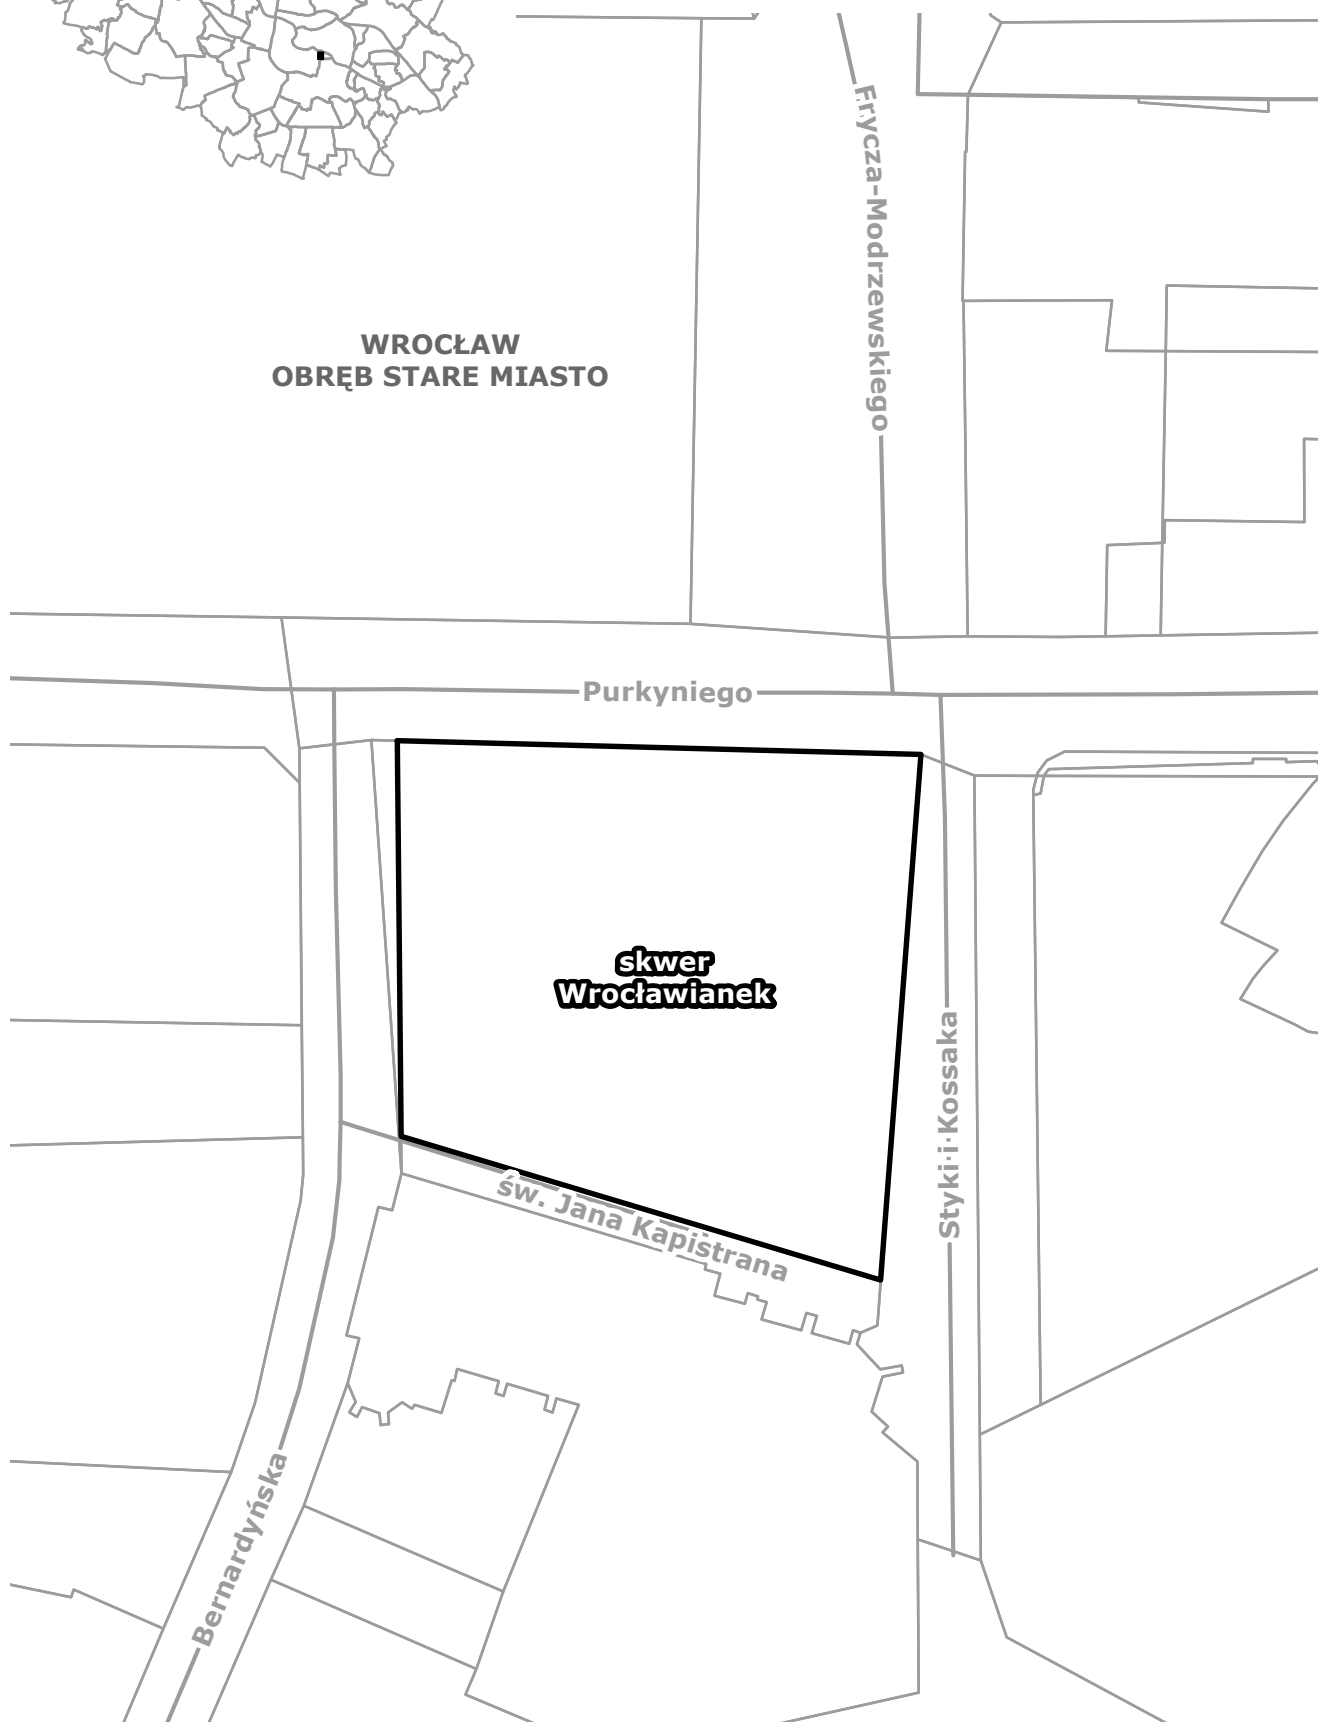 Frycza-Modrzewskiego
WROCŁAW
OBRĘB STARE MIASTO
Purkyniego
skwer
Wrocławianek
Styki i Kossaka
św. Jana Kapistrana
Bernardyńska